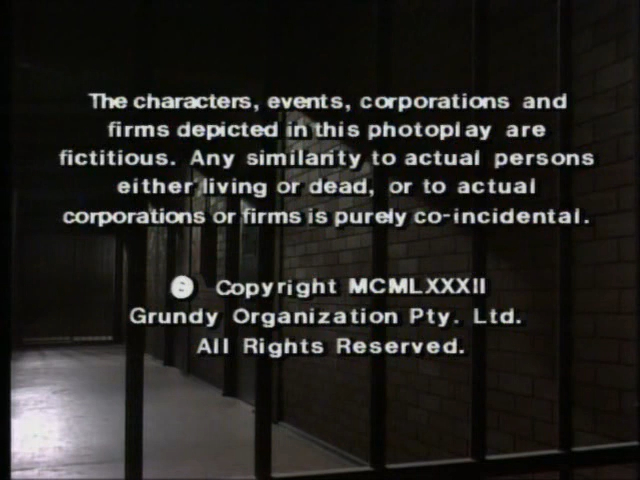 The characters, events, corporations and
firms depicted in this photoplay are
fictitious. Any similarity to actual persons
either living or dead, or to actual
corporations or firms is purely co-incidental.
© Copyright MCMLXXXII
Grundy Organization Pty. Ltd.
All Rights Reserved.